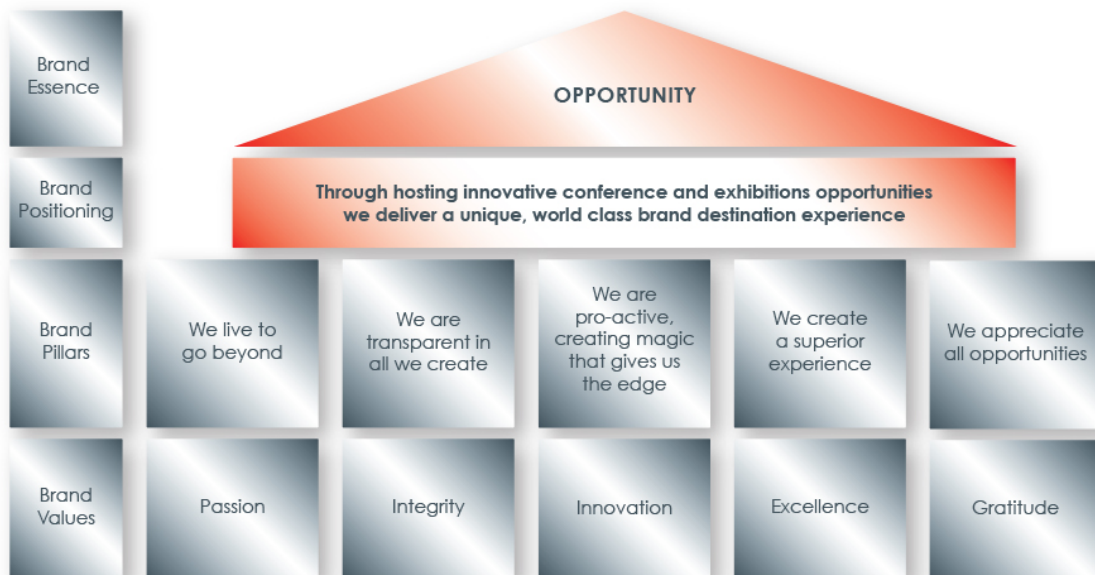 Brand
Essence
OPPORTUNITY
Brand
Positioning
Through hosting innovative conference and exhibitions opportunities
we deliver a unique, world class brand destination experience
Brand
Pillars
We live to
go beyond
We are
transparent in
all we create
We are
pro-active,
creating magic
that gives us
the edge
We create
a superior
experience
We appreciate
all opportunities
Brand
Values
Passion
Integrity
Innovation
Excellence
Gratitude